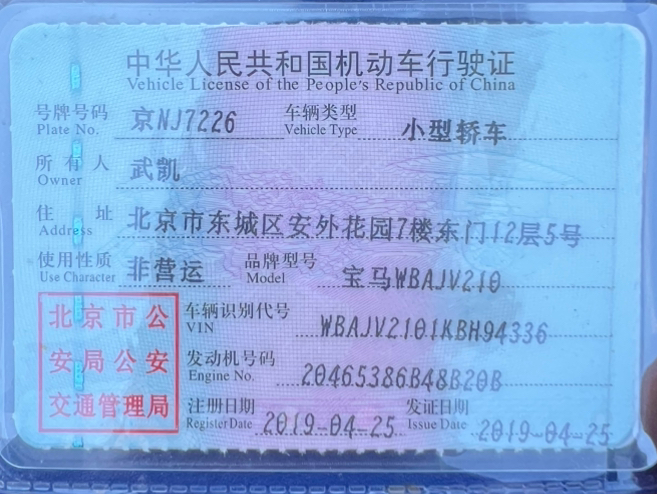 中华人民共和国机动车行驶证
Vehicle License of the People's Republic of China
号牌号码 京NJ7226 车辆类型 小型轿车
Plate No. Vehicle Type
所有人 武凯
Owner
住址 北京市东城区安外花园7楼东门12层5号
Address
使用性质 非营运 品牌型号 宝马WBAJV210
Use Character Model
北京市公
安局公安
交通管理局
车辆识别代号 WBAJV2101KBH94336
VIN
发动机号码 20465386B48B20B
Engine No.
注册日期 2019-04-25 发证日期 2019-04-25
Register Date Issue Date